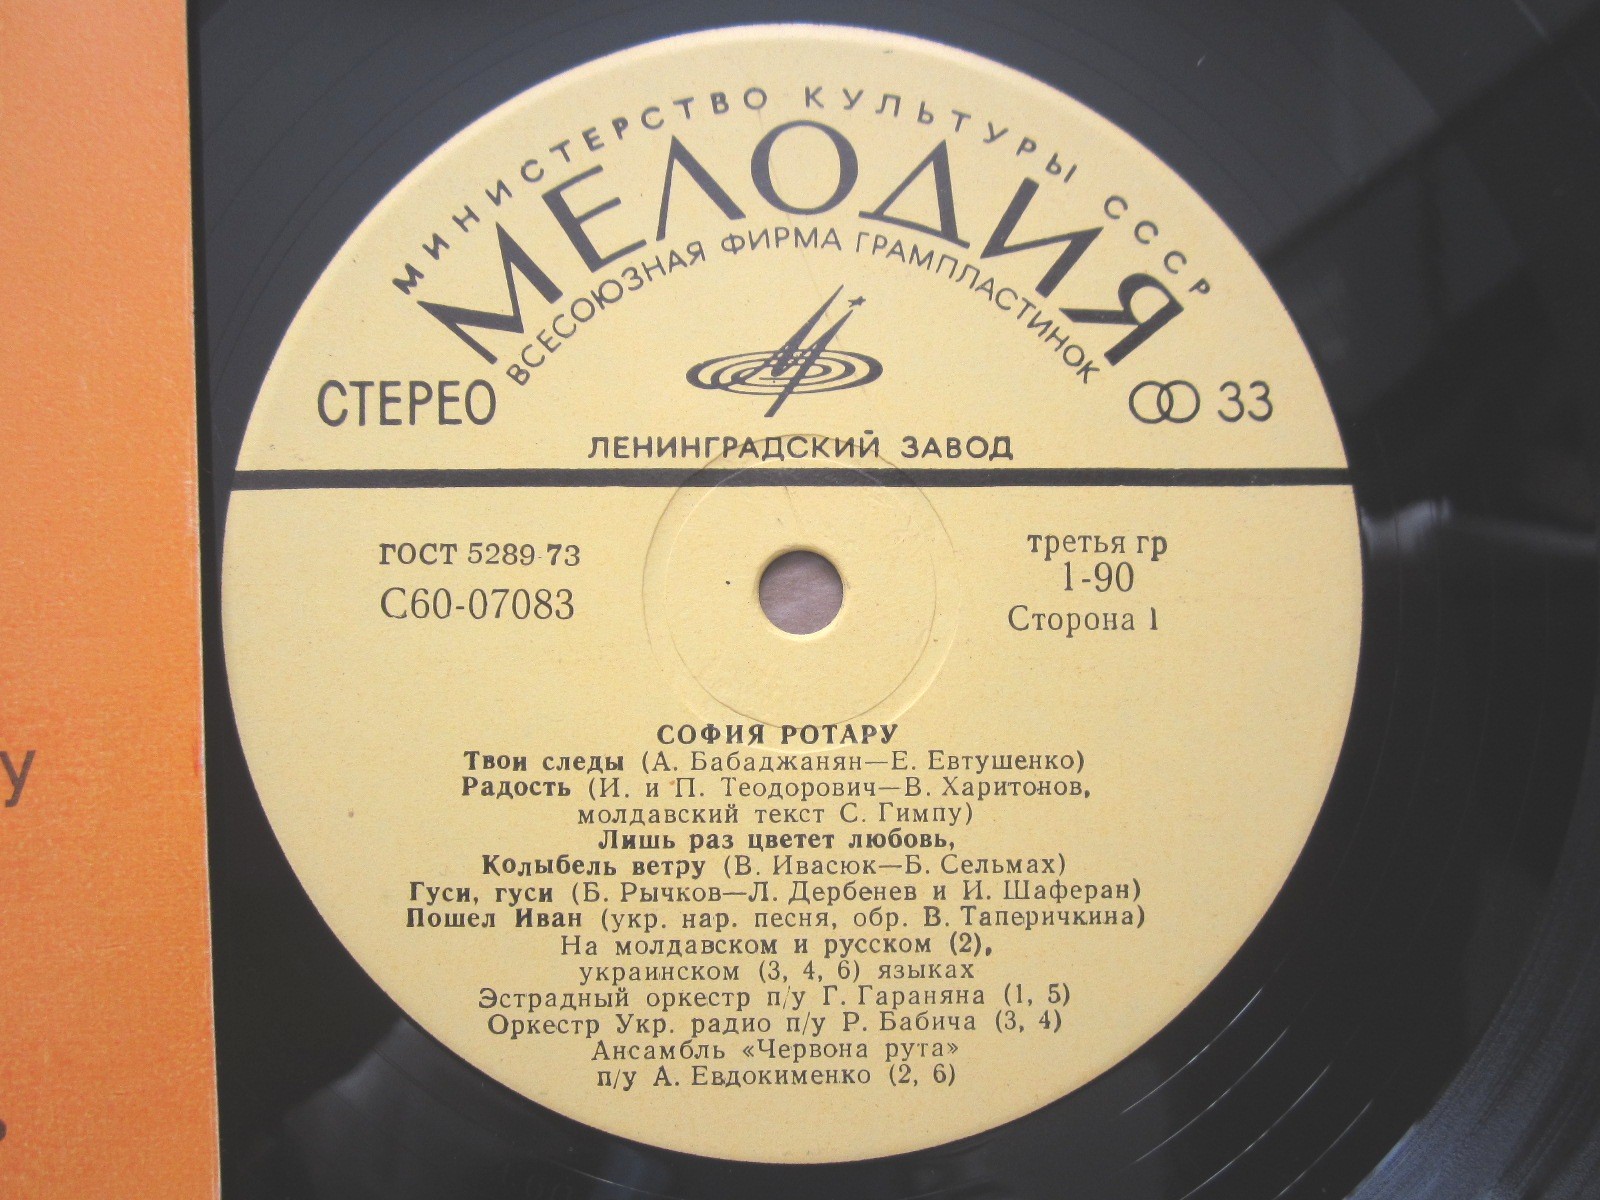 МИНИСТЕРСТВО КУЛЬТУРЫ СССР
МЕЛОДИЯ
ВСЕСОЮЗНАЯ ФИРМА ГРАМПЛАСТИНОК
СТЕРЕО
33
ЛЕНИНГРАДСКИЙ ЗАВОД
ГОСТ 5289-73
С60-07083
третья гр
1-90
Сторона 1
СОФИЯ РОТАРУ
Твои следы (А. Бабаджанян—Е. Евтушенко)
Радость (И. и П. Теодорович—В. Харитонов,
молдавский текст С. Гимпу)
Лишь раз цветет любовь,
Колыбель ветру (В. Ивасюк—Б. Сельмах)
Гуси, гуси (Б. Рычков—Л. Дербенев и И. Шаферан)
Пошел Иван (укр. нар. песня, обр. В. Таперичкина)
На молдавском и русском (2),
украинском (3, 4, 6) языках
Эстрадный оркестр п/у Г. Гараняна (1, 5)
Оркестр Укр. радио п/у Р. Бабича (3, 4)
Ансамбль «Червона рута»
п/у А. Евдокименко (2, 6)
у